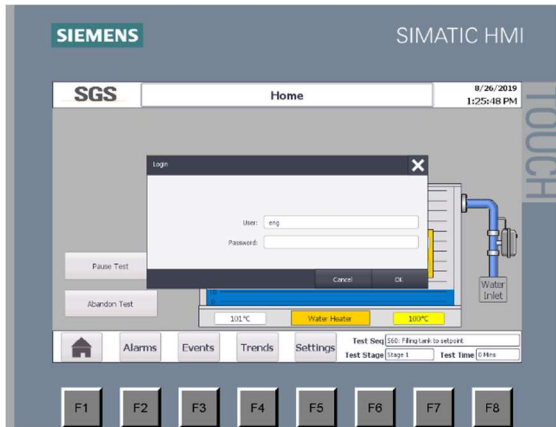 SIEMENS
SIMATIC HMI
TOUCH
SGS
Home
8/26/2019
1:25:48 PM
Login
User: eng
Password:
Cancel OK
Pause Test
Abandon Test
Water
Inlet
101°C Water Heater 100°C
Alarms Events Trends Settings
Test Seq S60: Filing tank to setpoint
Test Stage Stage 1 Test Time 0 Mins
F1 F2 F3 F4 F5 F6 F7 F8